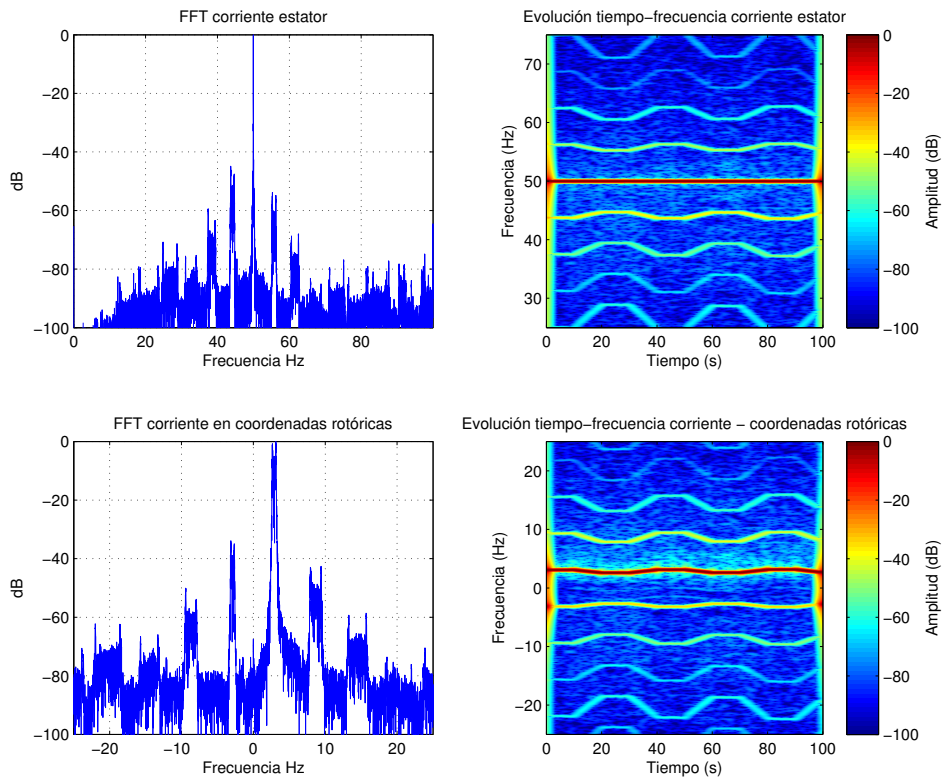 FFT corriente estator
0
−20
−40
−60
−80
−100
dB
0 20 40 60 80
Frecuencia Hz
Evolución tiempo−frecuencia corriente estator
70
60
50
40
30
Frecuencia (Hz)
0 20 40 60 80 100
Tiempo (s)
0
−20
−40
−60
−80
−100
Amplitud (dB)
FFT corriente en coordenadas rotóricas
0
−20
−40
−60
−80
−100
dB
−20 −10 0 10 20
Frecuencia Hz
Evolución tiempo−frecuencia corriente − coordenadas rotóricas
20
10
0
−10
−20
Frecuencia (Hz)
0 20 40 60 80 100
Tiempo (s)
0
−20
−40
−60
−80
−100
Amplitud (dB)